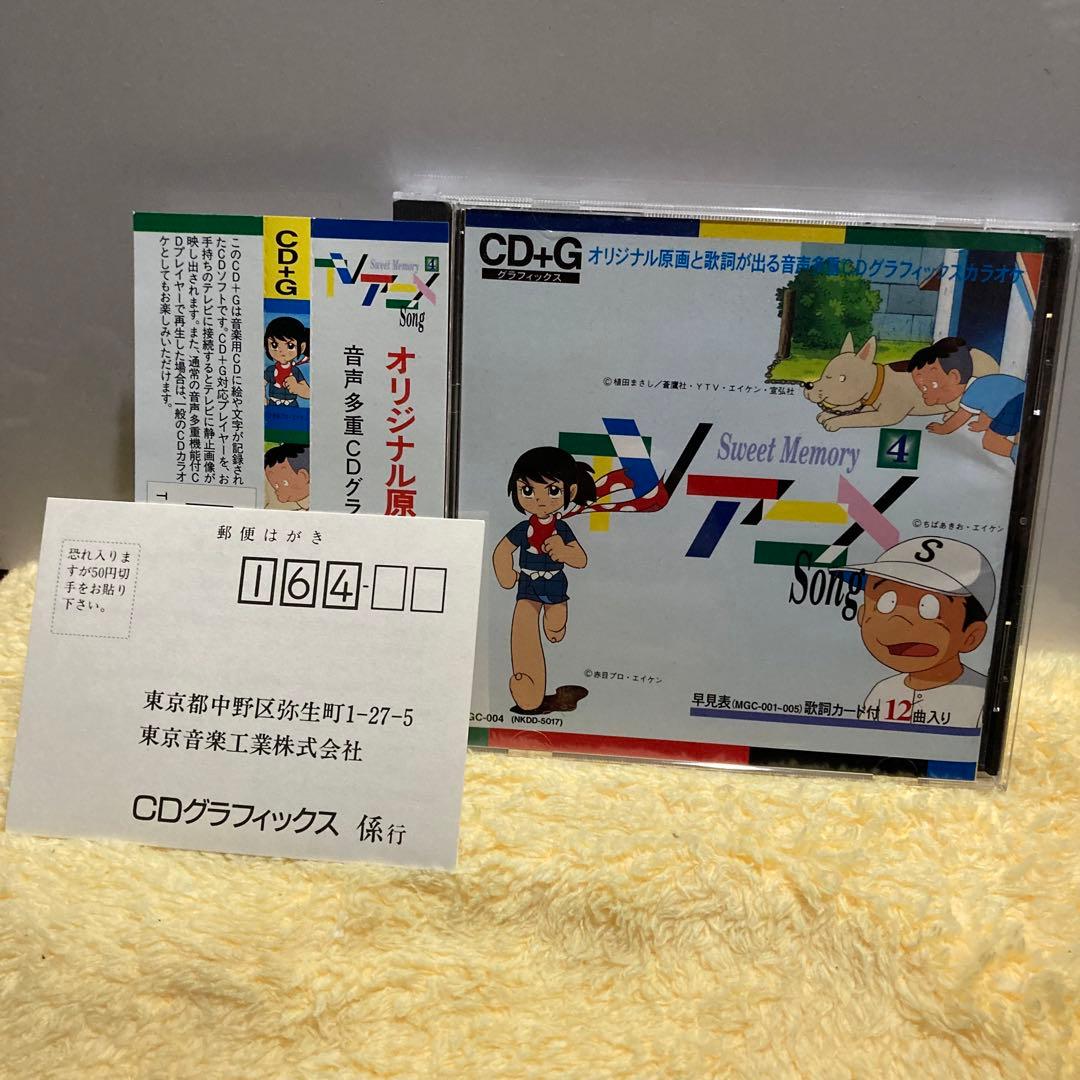 このCD+Gは音楽用CDに絵や文字が記録され
たCDソフトです。CD+G対応プレイヤーを、お
手持ちのテレビに接続するとテレビに静止画像が
映し出されます。また、通常の音声多重機能付C
Dプレイヤーで再生した場合は、一般のCDカラオ
ケとしてもお楽しみいただけます。
CD+G
Sweet Memory 4
TVアニメ
Song
オリジナル原
音声多重CDグラ
郵便はがき
恐れ入りま
すが50円切
手をお貼り
下さい。
164-
東京都中野区弥生町1-27-5
東京音楽工業株式会社
CDグラフィックス 係行
CD+G
グラフィックス
オリジナル原画と歌詞が出る音声多重CDグラフィックスカラオケ
©植田まさし/蒼鷹社・YTV・エイケン・宣弘社
Sweet Memory 4
TVアニメ
Song
©ちばあきお・エイケン
S
©赤目プロ・エイケン
早見表(MGC-001~005)歌詞カード付12曲入り
GC-004 (NKDD-5017)